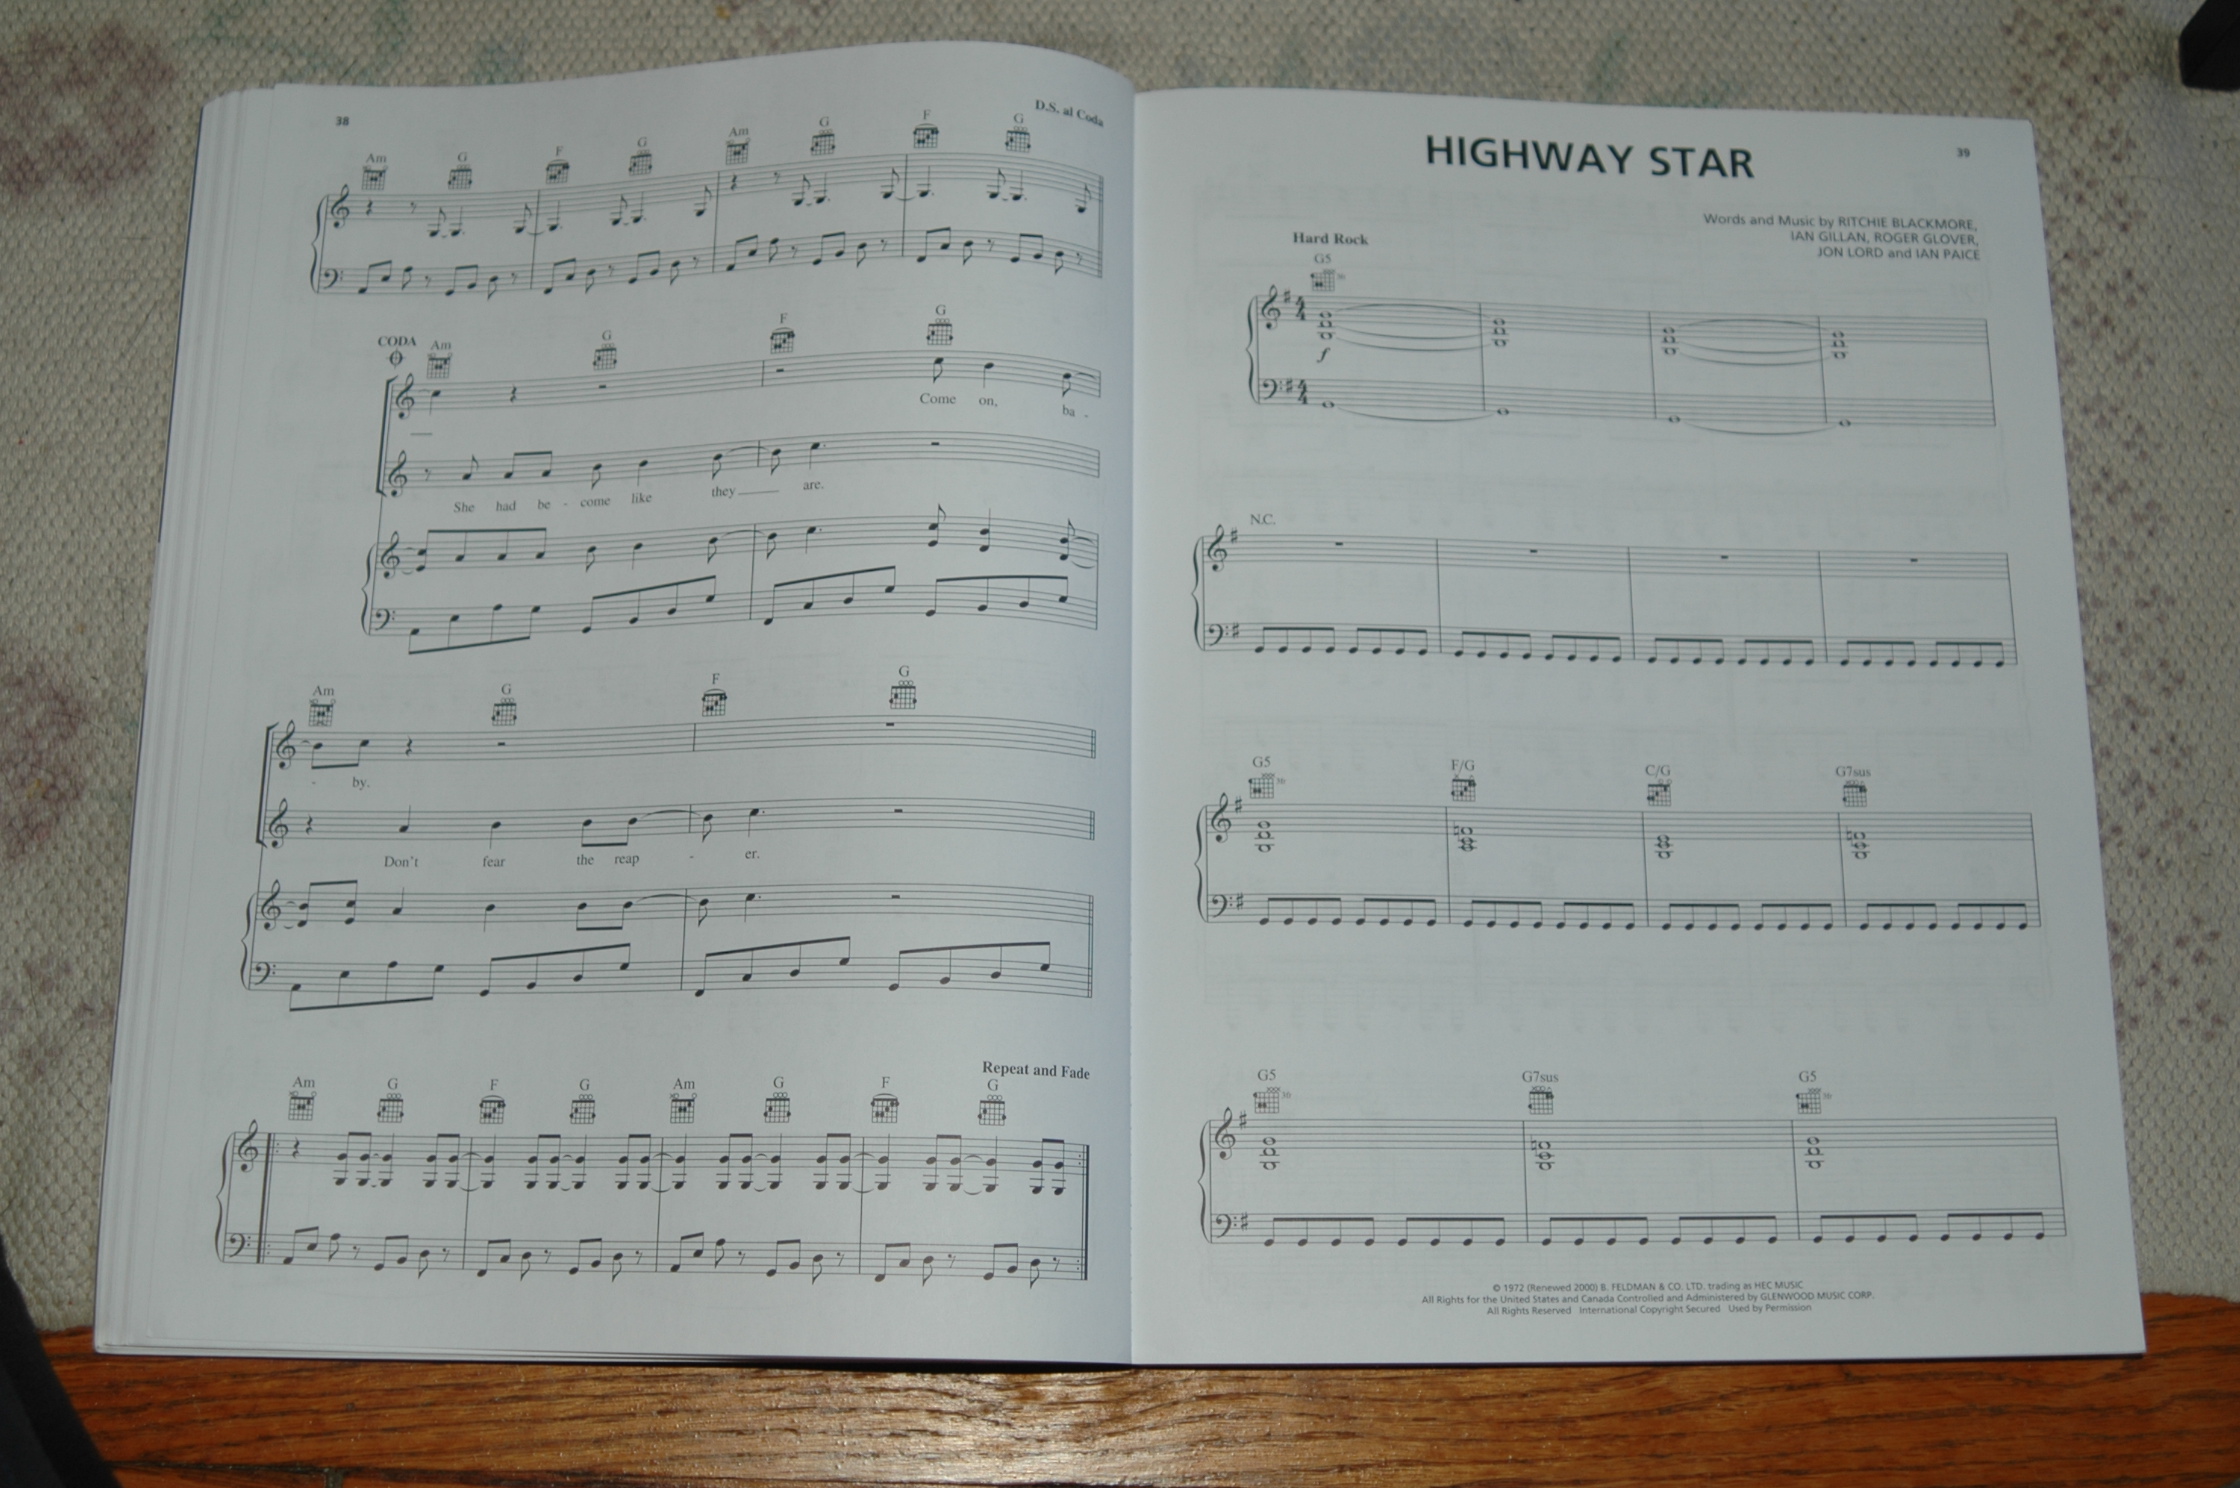 38
D.S. al Coda
Am G F G Am G F G
CODA
Am G F G
Come on, ba -
She had be - come like they are.
Am G F G
- by.
Don't fear the reap - er.
Repeat and Fade
Am G F G Am G F G
39
HIGHWAY STAR
Words and Music by RITCHIE BLACKMORE,
IAN GILLAN, ROGER GLOVER,
JON LORD and IAN PAICE
Hard Rock
G5
f
N.C.
G5 F/G C/G G7sus
G5 G7sus G5
© 1972 (Renewed 2000) B. FELDMAN & CO. LTD. trading as HEC MUSIC
All Rights for the United States and Canada Controlled and Administered by GLENWOOD MUSIC CORP.
All Rights Reserved International Copyright Secured Used by Permission